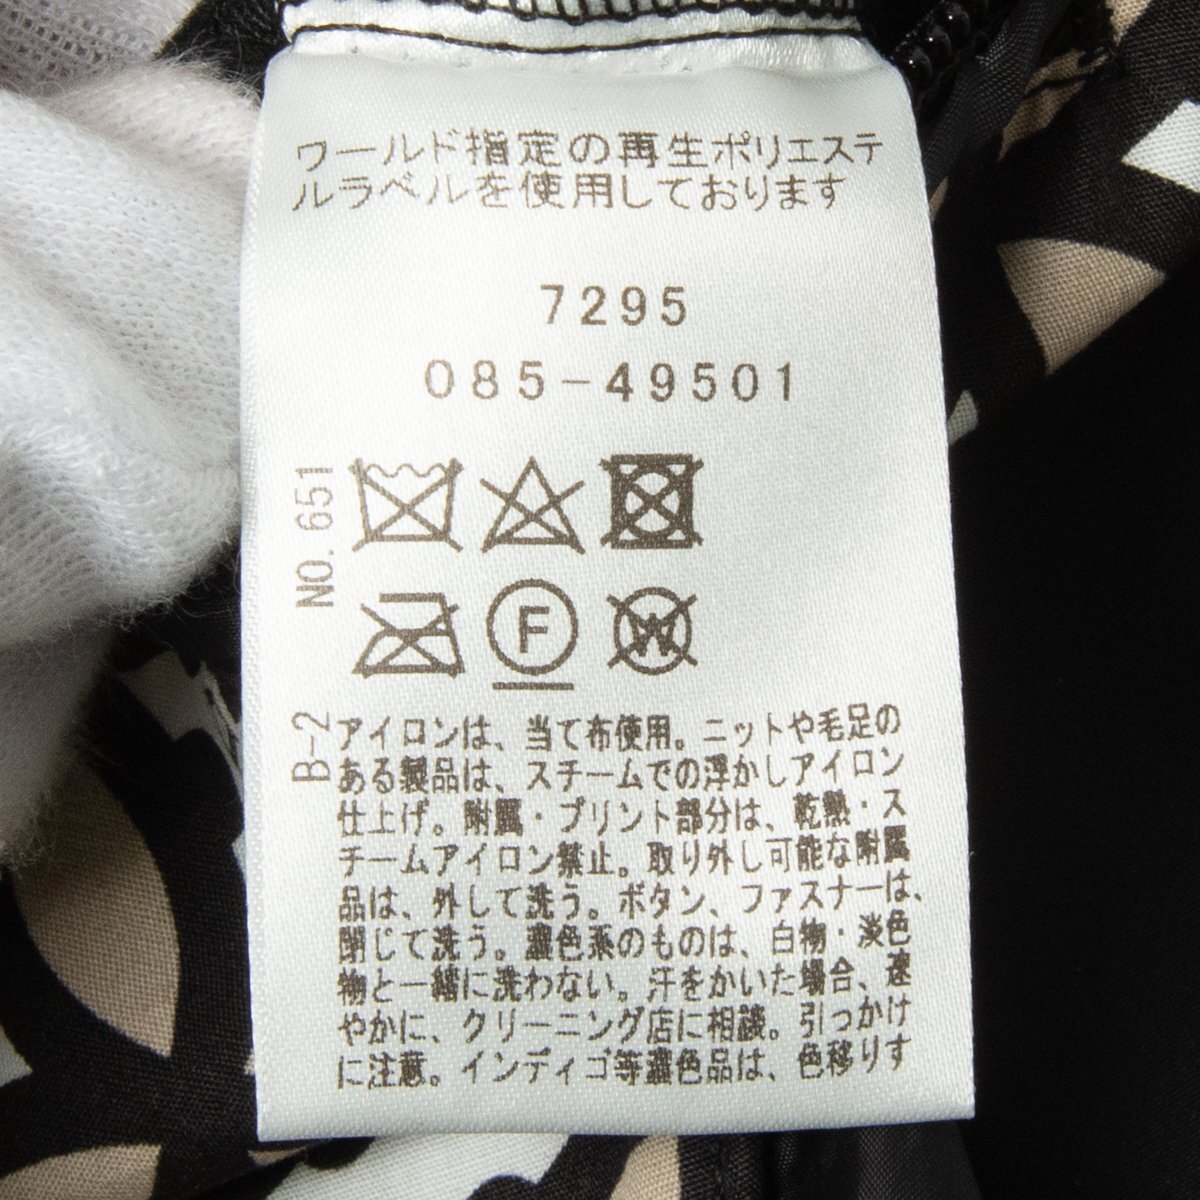 ワールド指定の再生ポリエステ
ルラベルを使用しております
7295
085-49501
NO. 651
F
W
B-2
アイロンは、当て布使用。ニットや毛足の
ある製品は、スチームでの浮かしアイロン
仕上げ。附属・プリント部分は、乾熱・ス
チームアイロン禁止。取り外し可能な附属
品は、外して洗う。ボタン、ファスナーは、
閉じて洗う。濃色系のものは、白物・淡色
物と一緒に洗わない。汗をかいた場合、速
やかに、クリーニング店に相談。引っかけ
に注意。インディゴ等濃色品は、色移りす